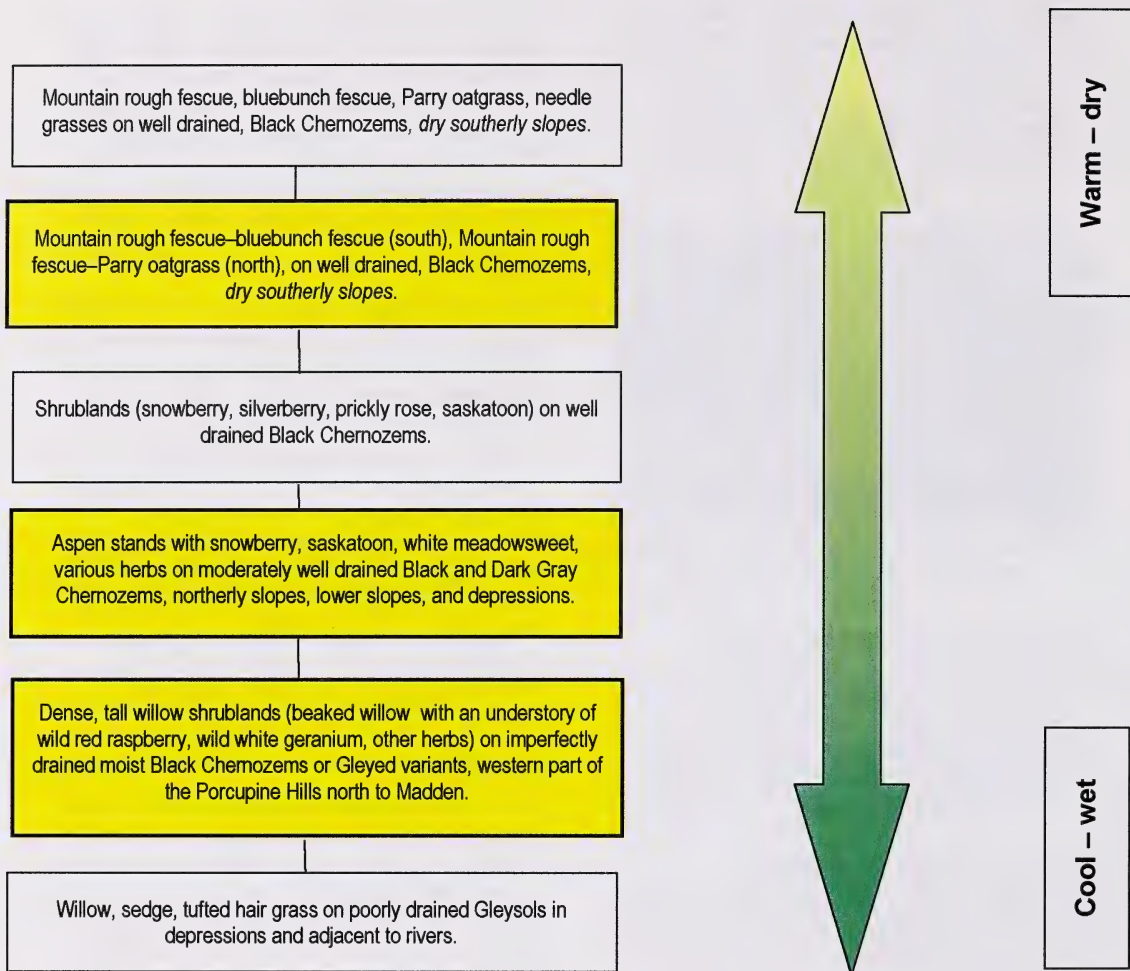 Mountain rough fescue, bluebunch fescue, Parry oatgrass, needle
grasses on well drained, Black Chernozems, dry southerly slopes.
Mountain rough fescue–bluebunch fescue (south), Mountain rough
fescue–Parry oatgrass (north), on well drained, Black Chernozems,
dry southerly slopes.
Shrublands (snowberry, silverberry, prickly rose, saskatoon) on well
drained Black Chernozems.
Aspen stands with snowberry, saskatoon, white meadowsweet,
various herbs on moderately well drained Black and Dark Gray
Chernozems, northerly slopes, lower slopes, and depressions.
Dense, tall willow shrublands (beaked willow with an understory of
wild red raspberry, wild white geranium, other herbs) on imperfectly
drained moist Black Chernozems or Gleyed variants, western part of
the Porcupine Hills north to Madden.
Willow, sedge, tufted hair grass on poorly drained Gleysols in
depressions and adjacent to rivers.
Warm – dry
Cool – wet